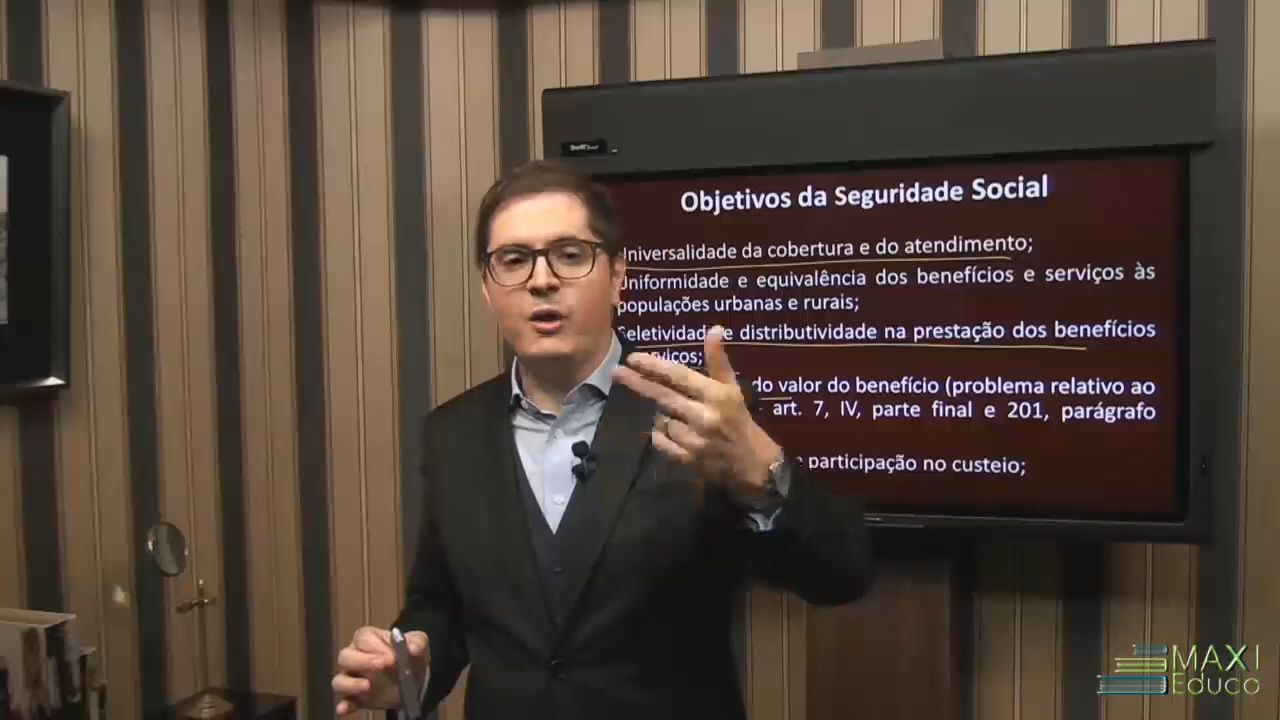 Objetivos da Seguridade Social
Universalidade da cobertura e do atendimento;
Uniformidade e equivalência dos benefícios e serviços às
populações urbanas e rurais;
Seletividade e distributividade na prestação dos benefícios
serviços;
do valor do benefício (problema relativo ao
art. 7, IV, parte final e 201, parágrafo
e participação no custeio;
MAXI
Educa